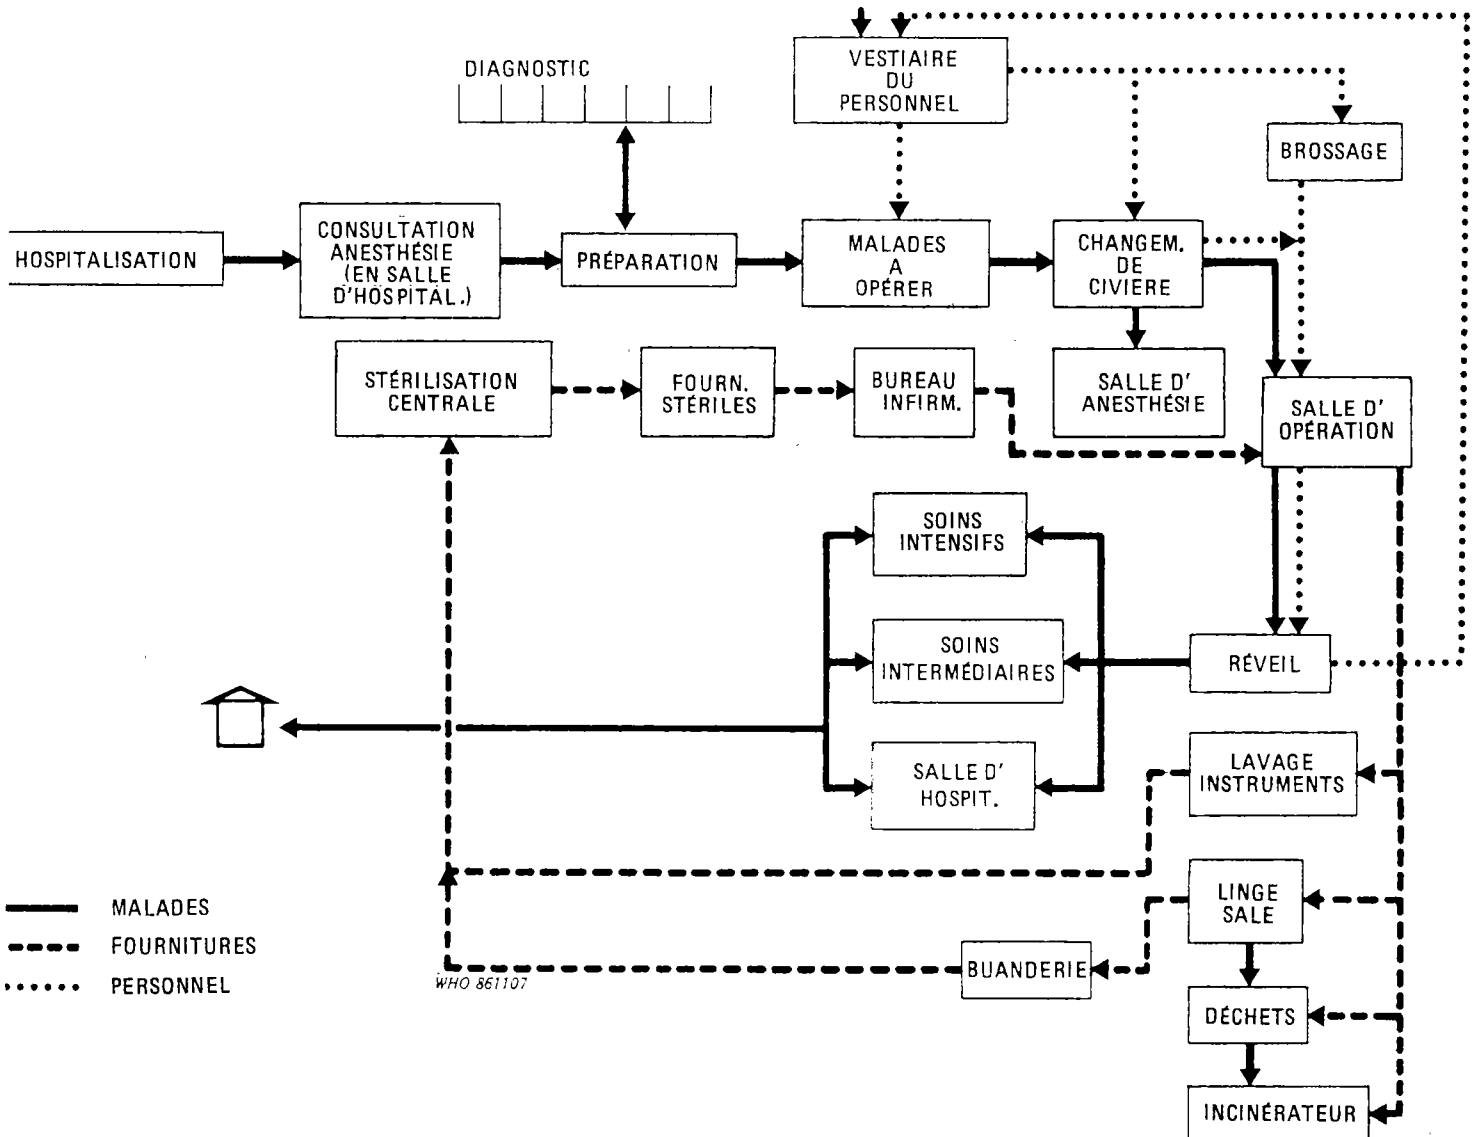 DIAGNOSTIC
VESTIAIRE
DU
PERSONNEL
BROSSAGE
HOSPITALISATION
CONSULTATION
ANESTHÉSIE
(EN SALLE
D'HOSPITAL.)
PRÉPARATION
MALADES
A
OPÉRER
CHANGEM.
DE
CIVIERE
STÉRILISATION
CENTRALE
FOURN.
STÉRILES
BUREAU
INFIRM.
SALLE D'
ANESTHÉSIE
SALLE D'
OPÉRATION
SOINS
INTENSIFS
SOINS
INTERMÉDIAIRES
RÉVEIL
SALLE D'
HOSPIT.
LAVAGE
INSTRUMENTS
LINGE
SALE
BUANDERIE
DÉCHETS
INCINÉRATEUR
MALADES
FOURNITURES
PERSONNEL
WHO 861107